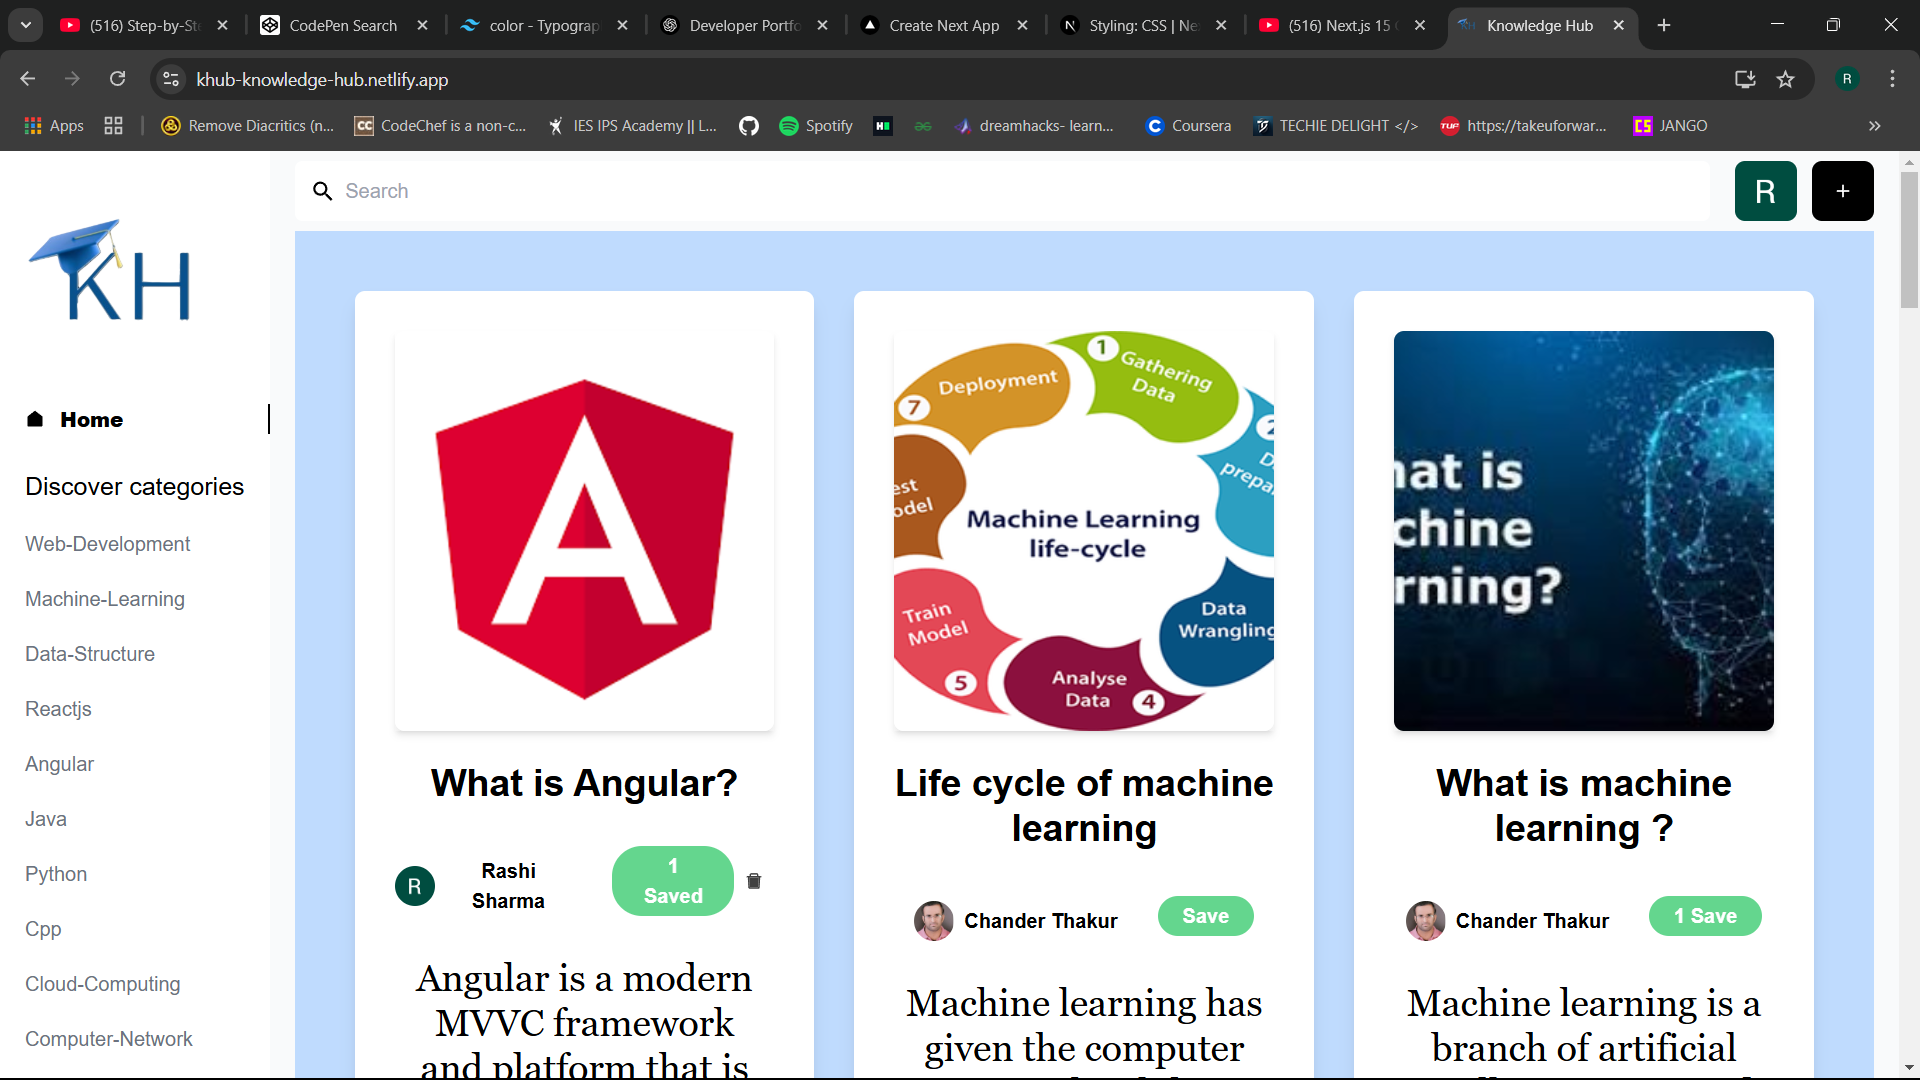 (516) Step-by-St
CodePen Search
color - Typograp
Developer Portfo
Create Next App
Styling: CSS | Ne
(516) Next.js 15 C
Knowledge Hub
khub-knowledge-hub.netlify.app
R
Apps
Remove Diacritics (n...
CC
CodeChef is a non-c...
IES IPS Academy || L...
Spotify
dreamhacks- learn...
Coursera
TECHIE DELIGHT </>
TUF
https://takeuforwar...
CS
JANGO
»
Search
R
+
KH
Home
Discover categories
Web-Development
Machine-Learning
Data-Structure
Reactjs
Angular
Java
Python
Cpp
Cloud-Computing
Computer-Network
A
What is Angular?
R
Rashi
Sharma
1
Saved
Angular is a modern
MVVC framework
and platform that is
1
Gathering
Data
Deployment
7
2
D
prepa
est
odel
Machine Learning
life-cycle
Train
Model
5
Data
Wrangling
Analyse
Data
4
Life cycle of machine
learning
Chander Thakur
Save
Machine learning has
given the computer
hat is
chine
rning?
What is machine
learning ?
Chander Thakur
1 Save
Machine learning is a
branch of artificial